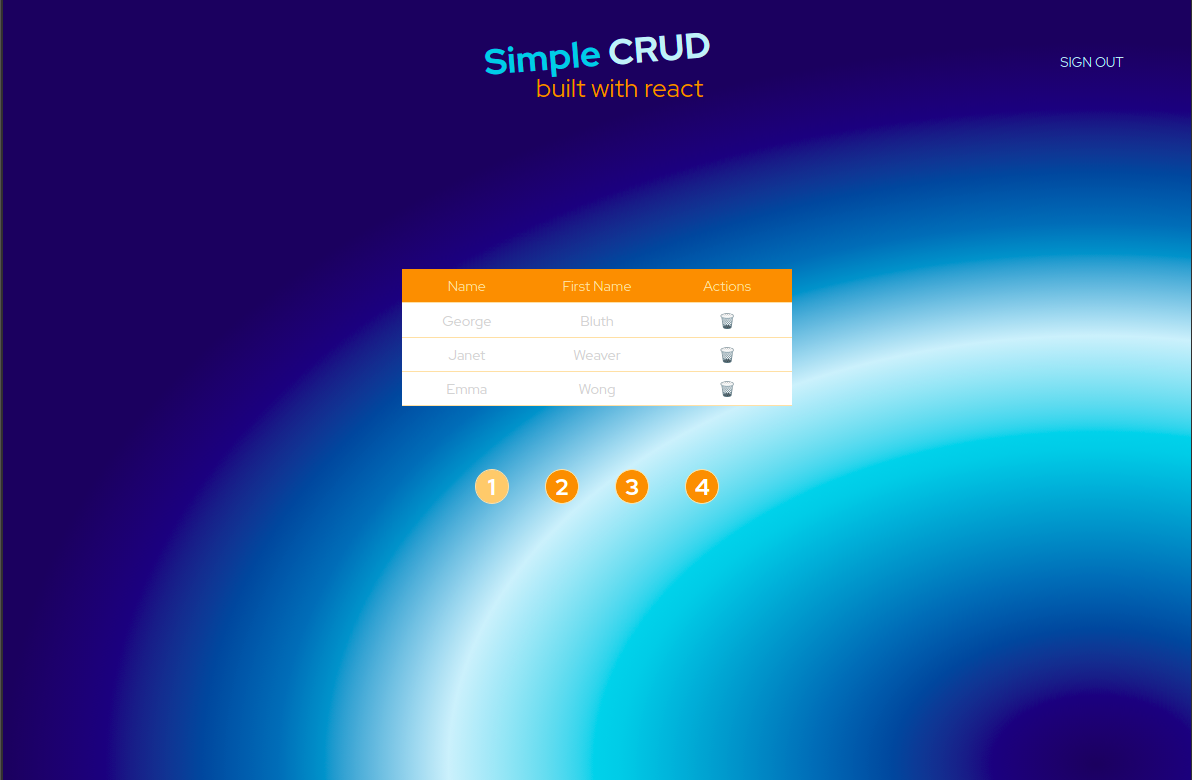 Simple CRUD
built with react
SIGN OUT
Name First Name Actions
George Bluth
Janet Weaver
Emma Wong
1 2 3 4